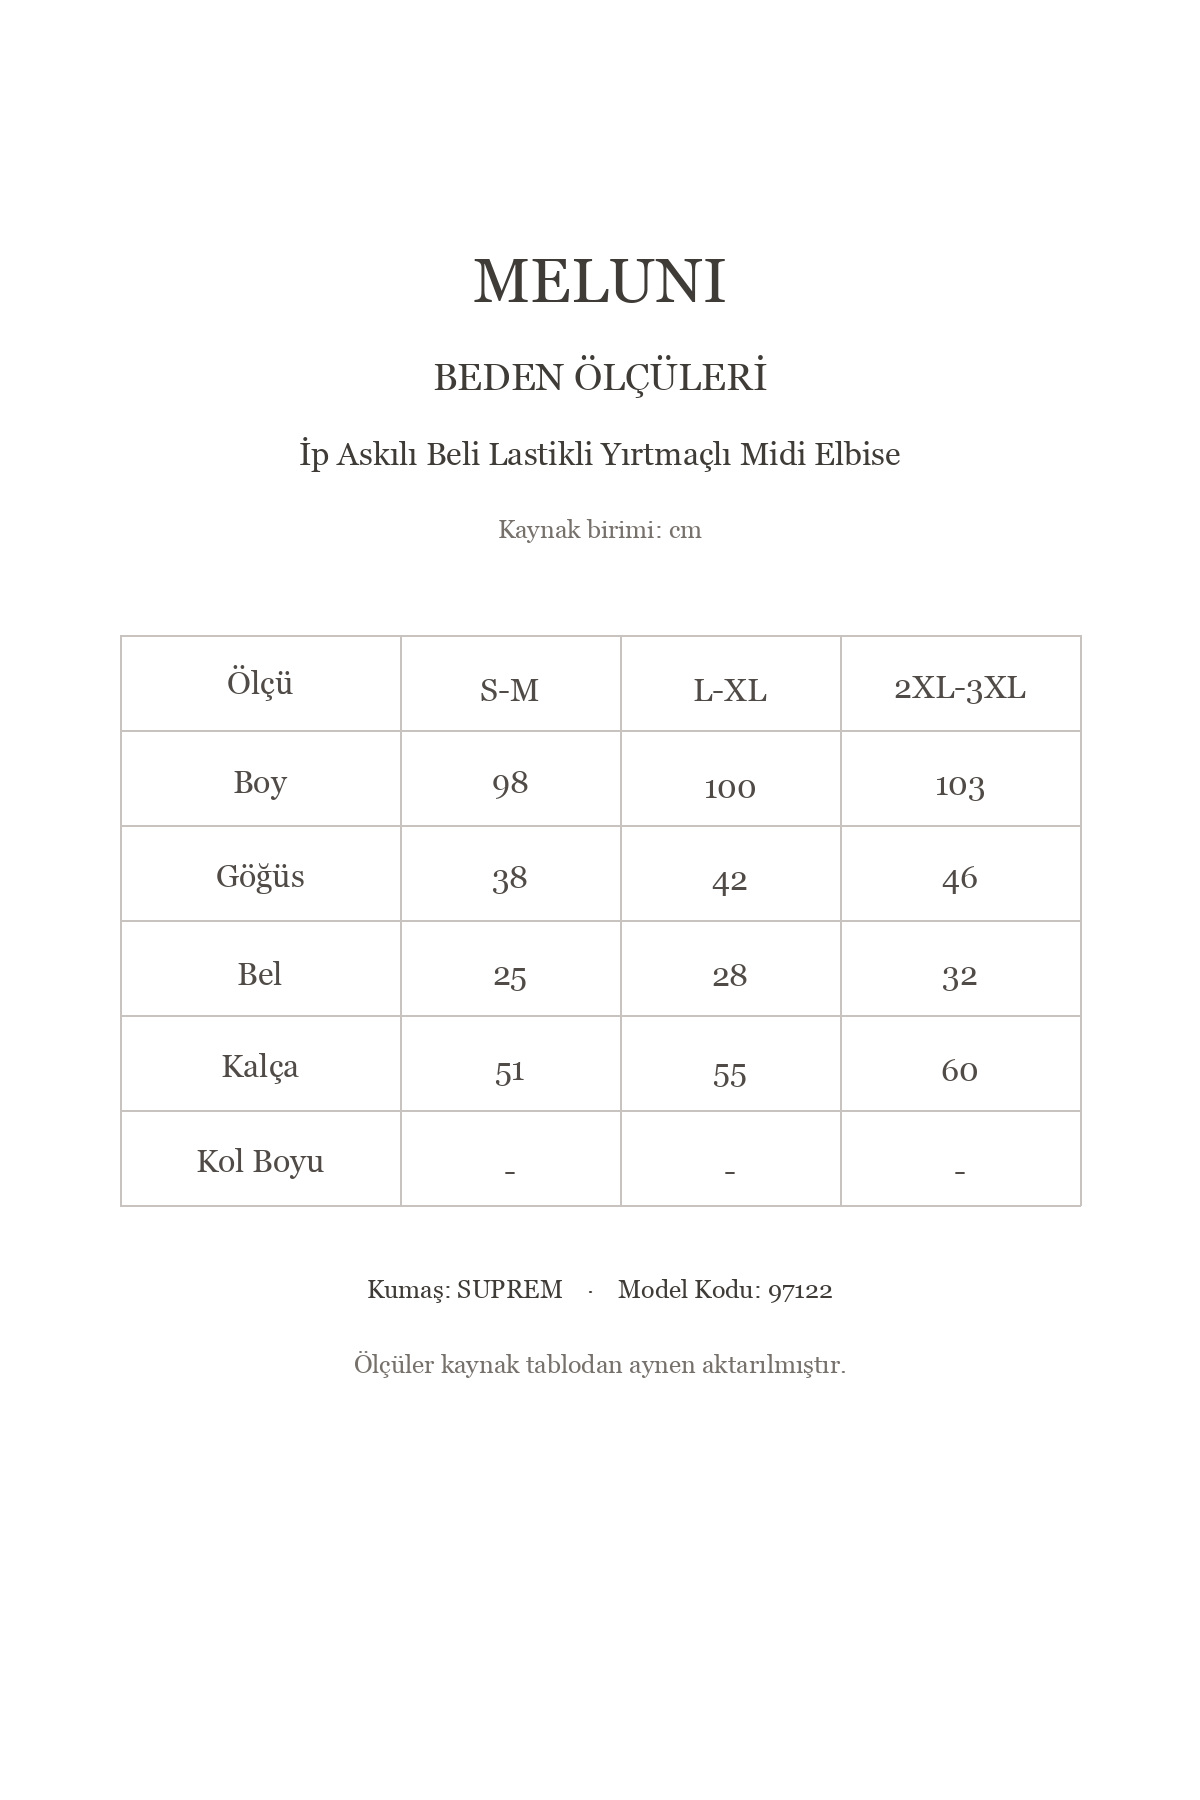 MELUNI
BEDEN ÖLÇÜLERİ
İp Askılı Beli Lastikli Yırtmaçlı Midi Elbise
Kaynak birimi: cm
Ölçü S-M L-XL 2XL-3XL
Boy 98 100 103
Göğüs 38 42 46
Bel 25 28 32
Kalça 51 55 60
Kol Boyu - - -
Kumaş: SUPREM · Model Kodu: 97122
Ölçüler kaynak tablodan aynen aktarılmıştır.